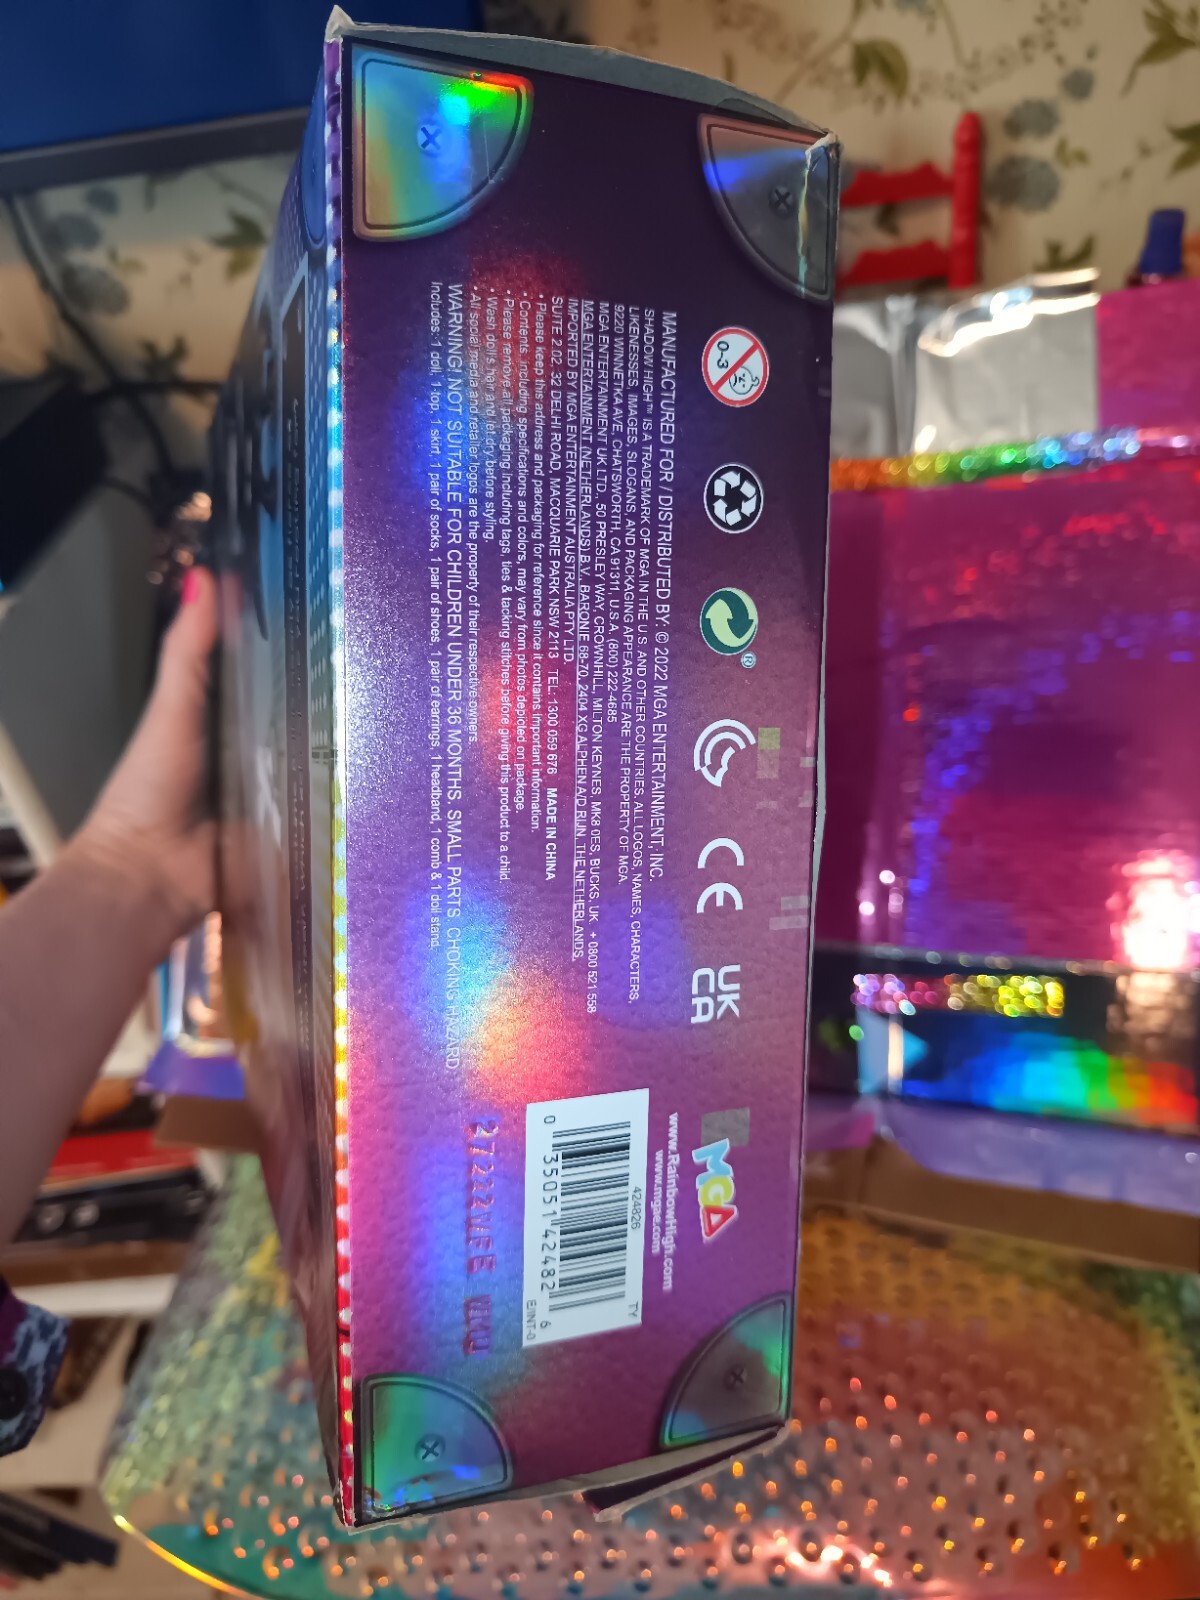 0-3
®
CE
UK
CA
MANUFACTURED FOR / DISTRIBUTED BY: © 2022 MGA ENTERTAINMENT, INC.
SHADOW HIGH™ IS A TRADEMARK OF MGA IN THE U.S. AND OTHER COUNTRIES. ALL LOGOS, NAMES, CHARACTERS,
LIKENESSES, IMAGES, SLOGANS, AND PACKAGING APPEARANCE ARE THE PROPERTY OF MGA.
9220 WINNETKA AVE, CHATSWORTH, CA 91311, U.S.A. (800) 222-4685
MGA ENTERTAINMENT UK LTD., 50 PRESLEY WAY, CROWNHILL, MILTON KEYNES, MK8 0ES, BUCKS, UK. + 0800 521 558
MGA ENTERTAINMENT (NETHERLANDS) B.V., BARONIE 68-70, 2404 XG ALPHEN A/D RIJN, THE NETHERLANDS,
IMPORTED BY MGA ENTERTAINMENT AUSTRALIA PTY LTD.
SUITE 2.02, 32 DELHI ROAD, MACQUARIE PARK NSW 2113 TEL: 1300 059 676 MADE IN CHINA
• Please keep this address and packaging for reference since it contains important information.
• Contents, including specifications and colors, may vary from photos depicted on package.
• Please remove all packaging including tags, ties & tacking stitches before giving this product to a child.
• Wash doll's hair and let dry before styling.
• All social media and retailer logos are the property of their respective owners.
WARNING! NOT SUITABLE FOR CHILDREN UNDER 36 MONTHS. SMALL PARTS. CHOKING HAZARD.
Includes: 1 doll, 1 top, 1 skirt, 1 pair of socks, 1 pair of shoes, 1 pair of earrings, 1 headband, 1 comb & 1 doll stand.
MGA
www.RainbowHigh.com
www.mgae.com
424826 TY
0 35051 42482 6
E/INT-0